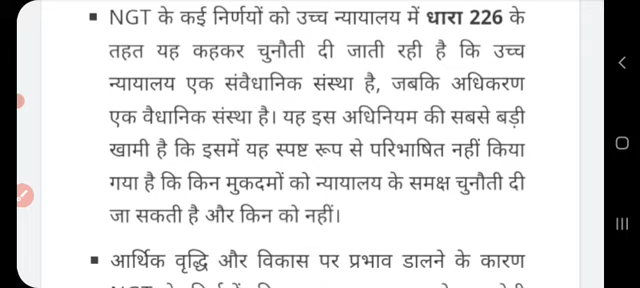 ▪ NGT के कई निर्णयों को उच्च न्यायालय में धारा 226 के
तहत यह कहकर चुनौती दी जाती रही है कि उच्च
न्यायालय एक संवैधानिक संस्था है, जबकि अधिकरण
एक वैधानिक संस्था है। यह इस अधिनियम की सबसे बड़ी
खामी है कि इसमें यह स्पष्ट रूप से परिभाषित नहीं किया
गया है कि किन मुकदमों को न्यायालय के समक्ष चुनौती दी
जा सकती है और किन को नहीं।
▪ आर्थिक वृद्धि और विकास पर प्रभाव डालने के कारण